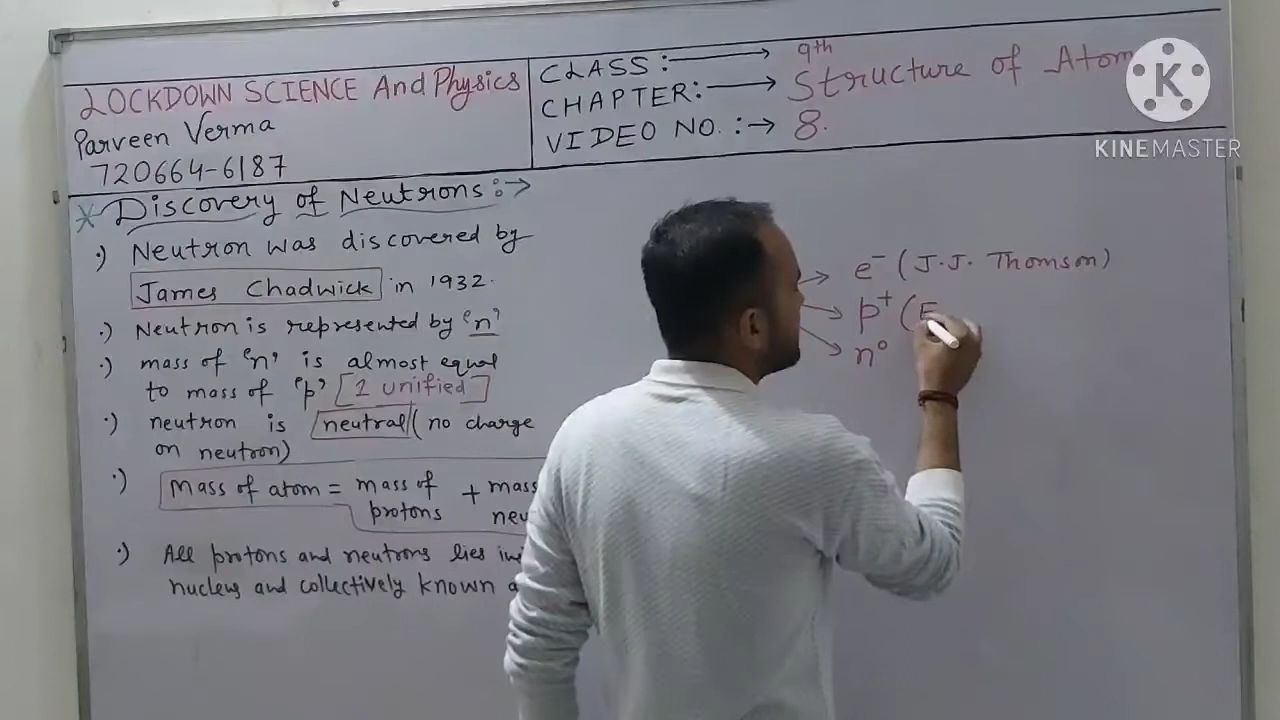 LOCKDOWN SCIENCE And Physics
Parveen Verma
720664-6187
CLASS :→ 9th
CHAPTER:→ Structure of Atom
VIDEO NO. :→ 8.
K
KINEMASTER
* Discovery of Neutrons :→
•) Neutron was discovered by
James Chadwick in 1932.
•) Neutron is represented by 'n'
•) mass of 'n' is almost equal
to mass of 'p' [1 unified]
•) neutron is neutral (no charge
on neutron)
•) Mass of atom = mass of + mass
protons neu
•) All protons and neutrons lies in
nucleus and collectively known a
→ e⁻ (J.J. Thomson)
→ p⁺ (E
→ n⁰